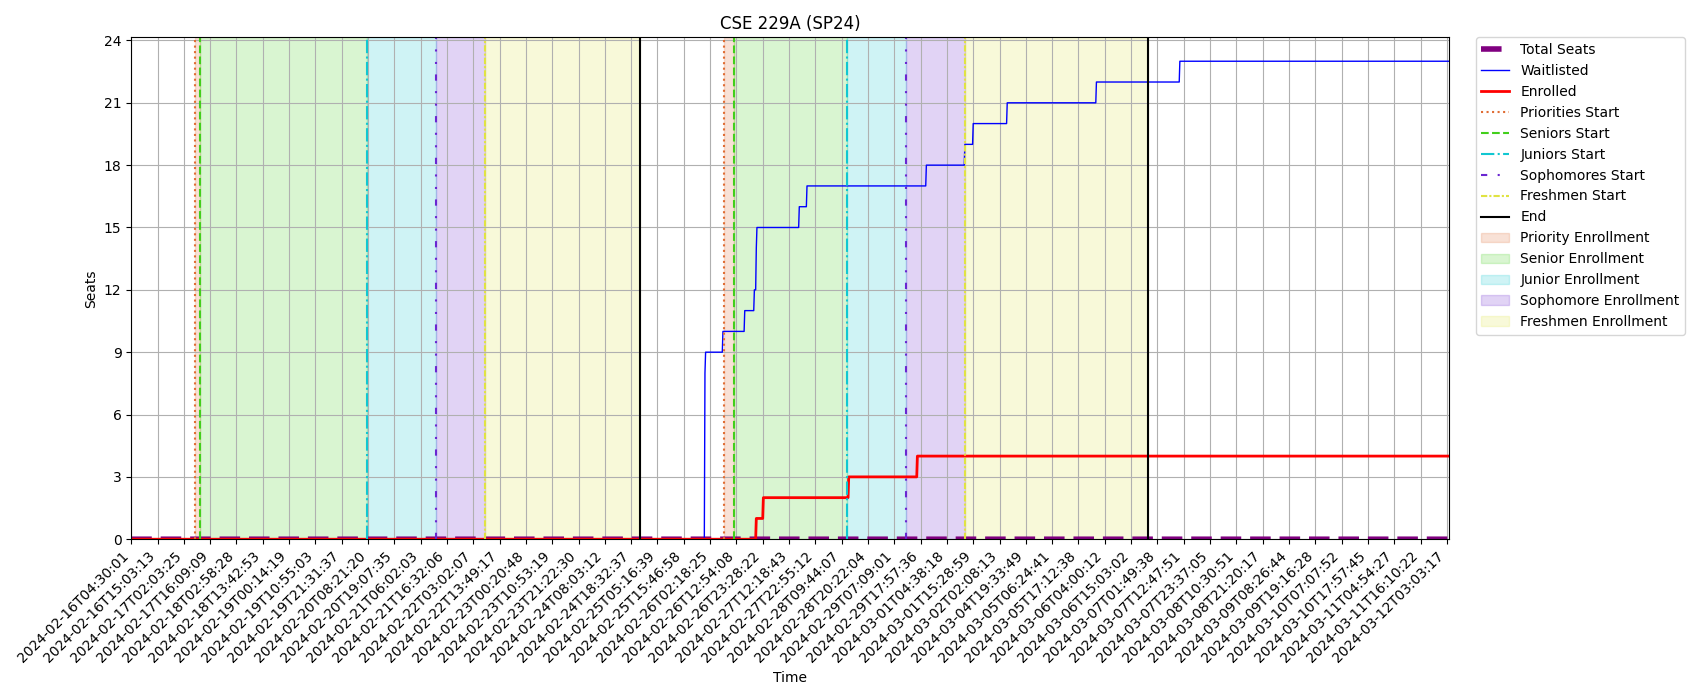 CSE 229A (SP24)
24
21
18
15
12
9
6
3
0
Seats
2024-02-16T04:30:01
2024-02-16T15:03:13
2024-02-17T02:03:25
2024-02-17T16:09:09
2024-02-18T02:58:28
2024-02-18T13:42:53
2024-02-19T00:14:19
2024-02-19T10:55:03
2024-02-19T21:31:37
2024-02-20T08:21:20
2024-02-20T19:07:35
2024-02-21T06:02:03
2024-02-21T16:32:06
2024-02-22T03:02:07
2024-02-22T13:49:17
2024-02-23T00:20:48
2024-02-23T10:53:19
2024-02-23T21:22:30
2024-02-24T08:03:12
2024-02-24T18:32:37
2024-02-25T05:16:39
2024-02-25T15:46:58
2024-02-26T02:18:25
2024-02-26T12:54:08
2024-02-26T23:28:22
2024-02-27T12:18:43
2024-02-27T22:55:12
2024-02-28T09:44:07
2024-02-28T20:22:04
2024-02-29T07:09:01
2024-02-29T17:57:36
2024-03-01T04:38:18
2024-03-01T15:28:59
2024-03-02T02:08:13
2024-03-04T19:33:49
2024-03-05T06:24:41
2024-03-05T17:12:38
2024-03-06T04:00:12
2024-03-06T15:03:02
2024-03-07T01:49:38
2024-03-07T12:47:51
2024-03-07T23:37:05
2024-03-08T10:30:51
2024-03-08T21:20:17
2024-03-09T08:26:44
2024-03-09T19:16:28
2024-03-10T07:07:52
2024-03-10T17:57:45
2024-03-11T04:54:27
2024-03-11T16:10:22
2024-03-12T03:03:17
Time
Total Seats
Waitlisted
Enrolled
Priorities Start
Seniors Start
Juniors Start
Sophomores Start
Freshmen Start
End
Priority Enrollment
Senior Enrollment
Junior Enrollment
Sophomore Enrollment
Freshmen Enrollment